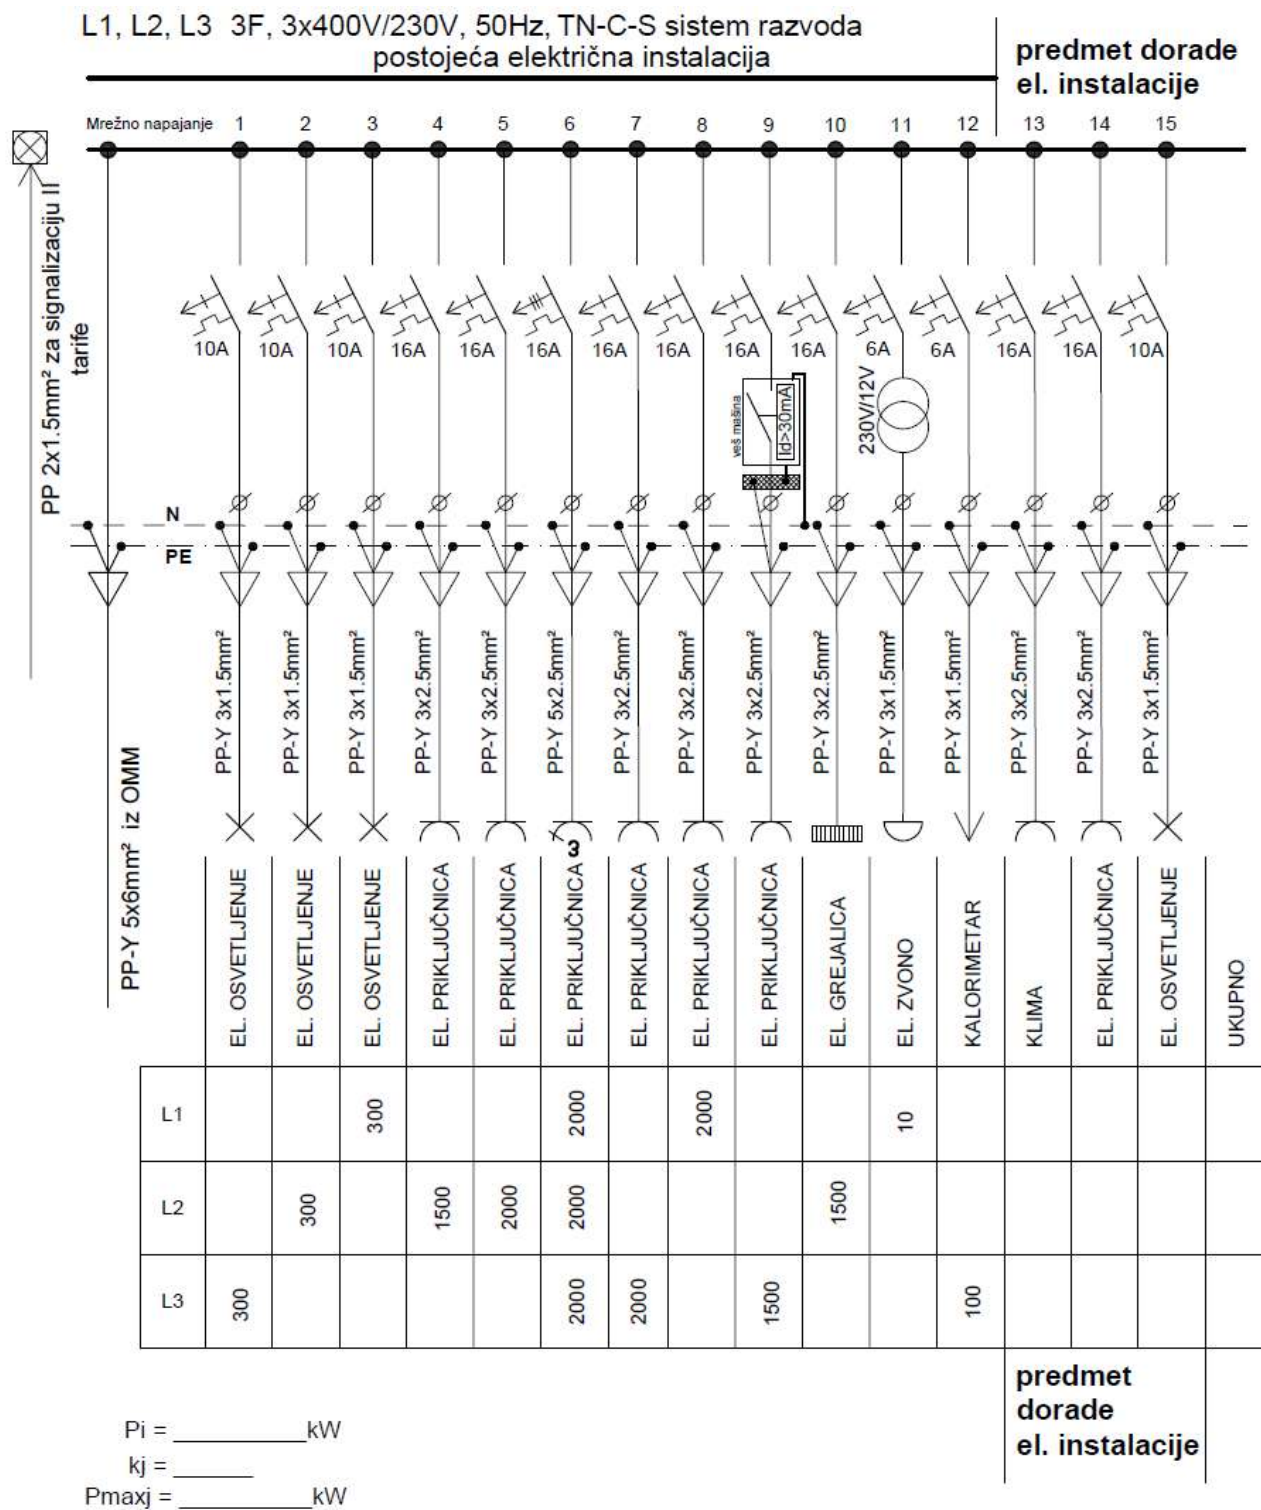 L1, L2, L3 3F, 3x400V/230V, 50Hz, TN-C-S sistem razvoda
postojeća električna instalacija
predmet dorade
el. instalacije
Mrežno napajanje 1 2 3 4 5 6 7 8 9 10 11 12 13 14 15
PP 2x1.5mm² za signalizaciju II
tarife
10A 10A 10A 16A 16A 16A 16A 16A 16A 16A 6A 6A 16A 16A 10A
veš mašina
Id>30mA
230V/12V
N
PE
PP-Y 5x6mm² iz OMM
PP-Y 3x1.5mm²
PP-Y 3x1.5mm²
PP-Y 3x1.5mm²
PP-Y 3x2.5mm²
PP-Y 3x2.5mm²
PP-Y 5x2.5mm²
PP-Y 3x2.5mm²
PP-Y 3x2.5mm²
PP-Y 3x2.5mm²
PP-Y 3x2.5mm²
PP-Y 3x1.5mm²
PP-Y 3x1.5mm²
PP-Y 3x2.5mm²
PP-Y 3x2.5mm²
PP-Y 3x1.5mm²
3
EL. OSVETLJENJE
EL. OSVETLJENJE
EL. OSVETLJENJE
EL. PRIKLJUČNICA
EL. PRIKLJUČNICA
EL. PRIKLJUČNICA
EL. PRIKLJUČNICA
EL. PRIKLJUČNICA
EL. PRIKLJUČNICA
EL. GREJALICA
EL. ZVONO
KALORIMETAR
KLIMA
EL. PRIKLJUČNICA
EL. OSVETLJENJE
UKUPNO
L1 300 2000 2000 10
L2 300 1500 2000 2000 1500
L3 300 2000 2000 1500 100
predmet
dorade
el. instalacije
Pi = __________kW
kj = ______
Pmaxj = __________kW